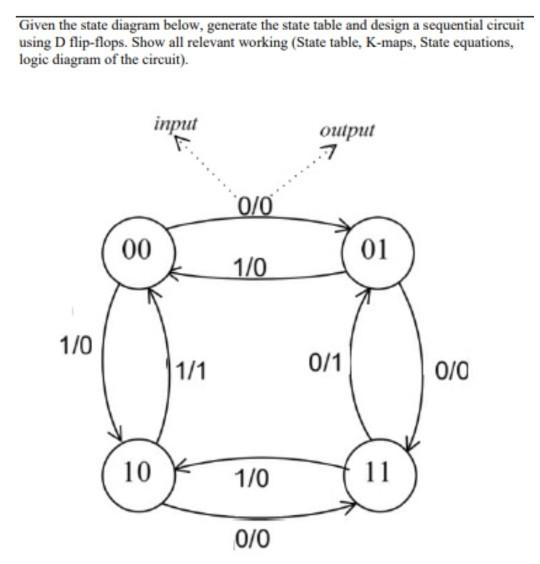 Given the state diagram below, generate the state table and design a sequential circuit
using D flip-flops. Show all relevant working (State table, K-maps, State equations,
logic diagram of the circuit).
input
output
0/0
00
01
1/0
1/0
1/1
0/1
0/0
10
11
1/0
0/0